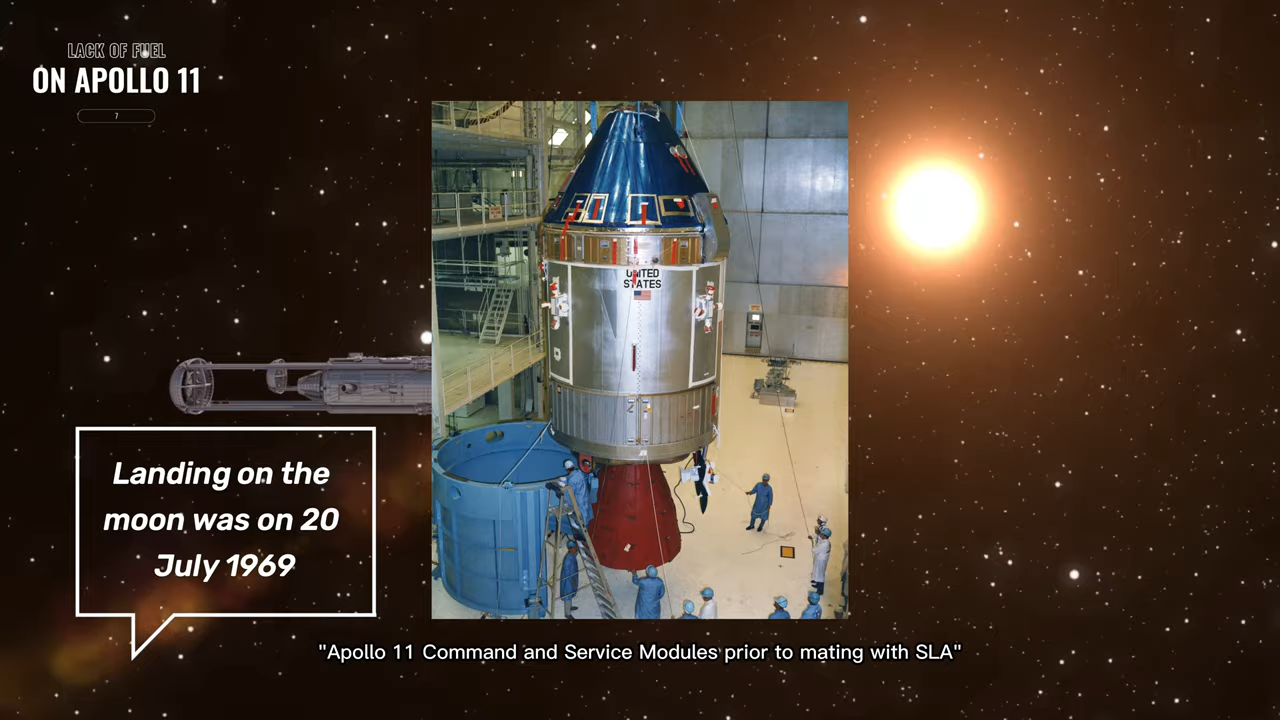 LACK OF FUEL
ON APOLLO 11
7
UNITED
STATES
Landing on the
moon was on 20
July 1969
"Apollo 11 Command and Service Modules prior to mating with SLA"